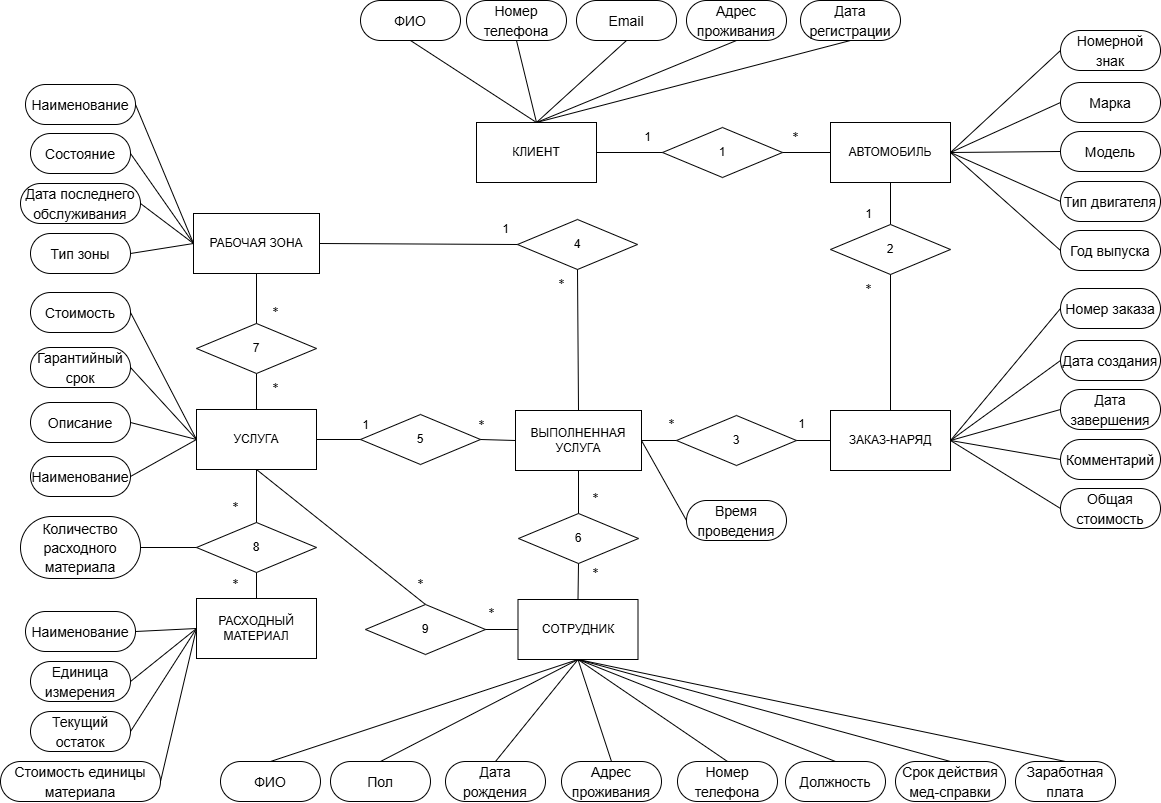 ФИО
Номер
телефона
Email
Адрес
проживания
Дата
регистрации
Номерной
знак
Марка
Модель
Тип двигателя
Год выпуска
Наименование
Состояние
Дата последнего
обслуживания
Тип зоны
КЛИЕНТ
1
1
*
АВТОМОБИЛЬ
РАБОЧАЯ ЗОНА
1
4
*
1
2
*
*
7
*
Стоимость
Гарантийный
срок
Описание
Наименование
Номер заказа
Дата создания
Дата
завершения
Комментарий
Общая
стоимость
УСЛУГА
1
5
*
ВЫПОЛНЕННАЯ
УСЛУГА
*
3
1
ЗАКАЗ-НАРЯД
Время
проведения
*
6
*
*
8
*
Количество
расходного
материала
*
9
*
РАСХОДНЫЙ
МАТЕРИАЛ
СОТРУДНИК
Наименование
Единица
измерения
Текущий
остаток
Стоимость единицы
материала
ФИО
Пол
Дата
рождения
Адрес
проживания
Номер
телефона
Должность
Срок действия
мед-справки
Заработная
плата